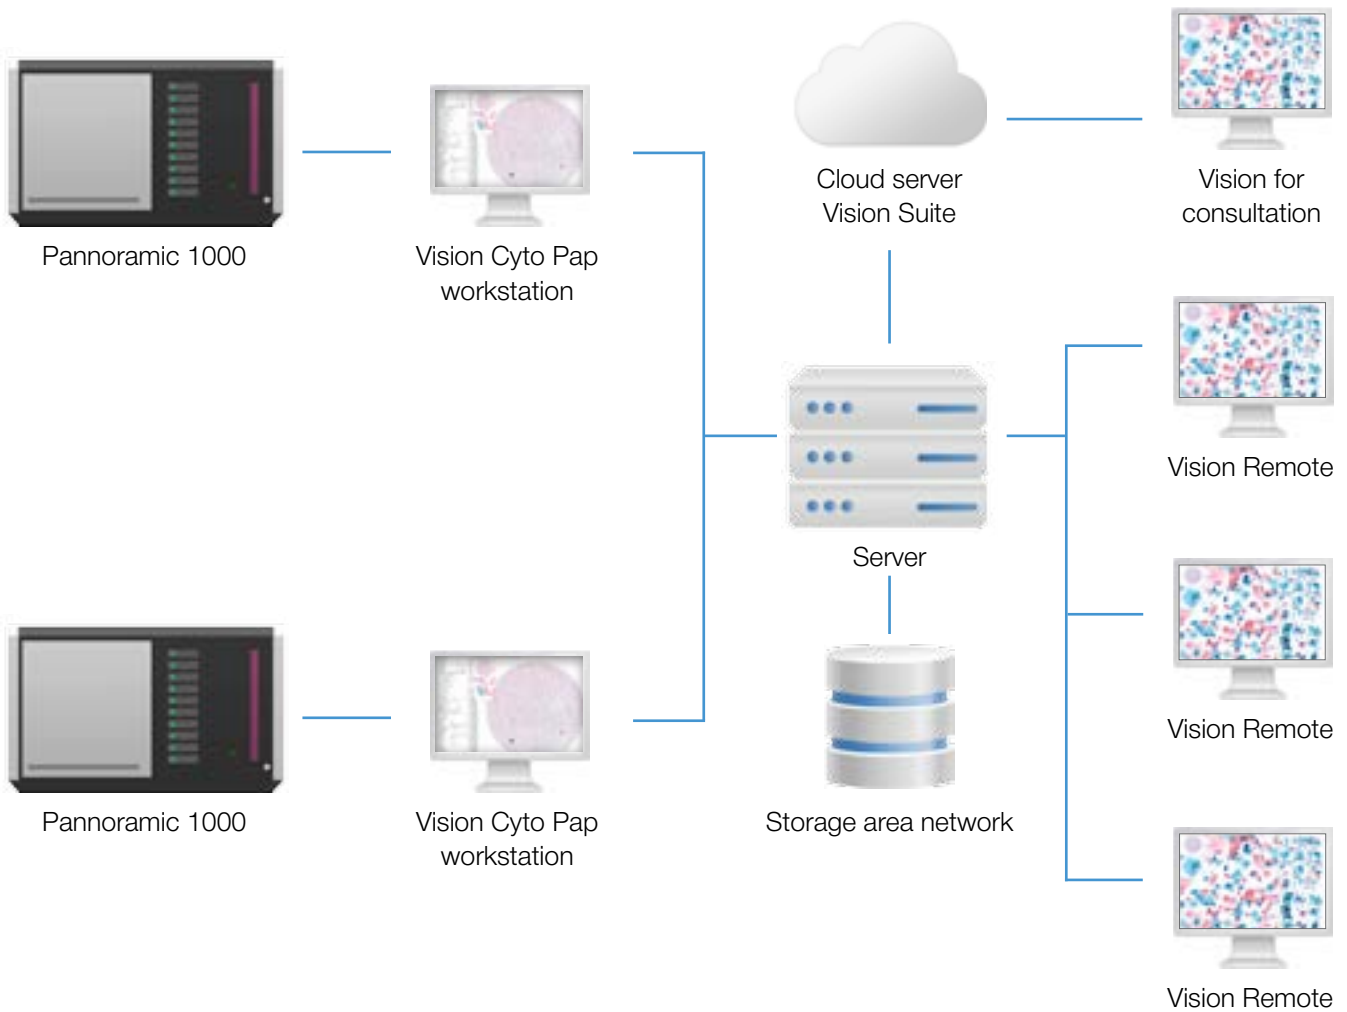 Cloud server
Vision Suite
Vision for
consultation
Pannoramic 1000
Vision Cyto Pap
workstation
Vision Remote
Server
Vision Remote
Pannoramic 1000
Vision Cyto Pap
workstation
Storage area network
Vision Remote